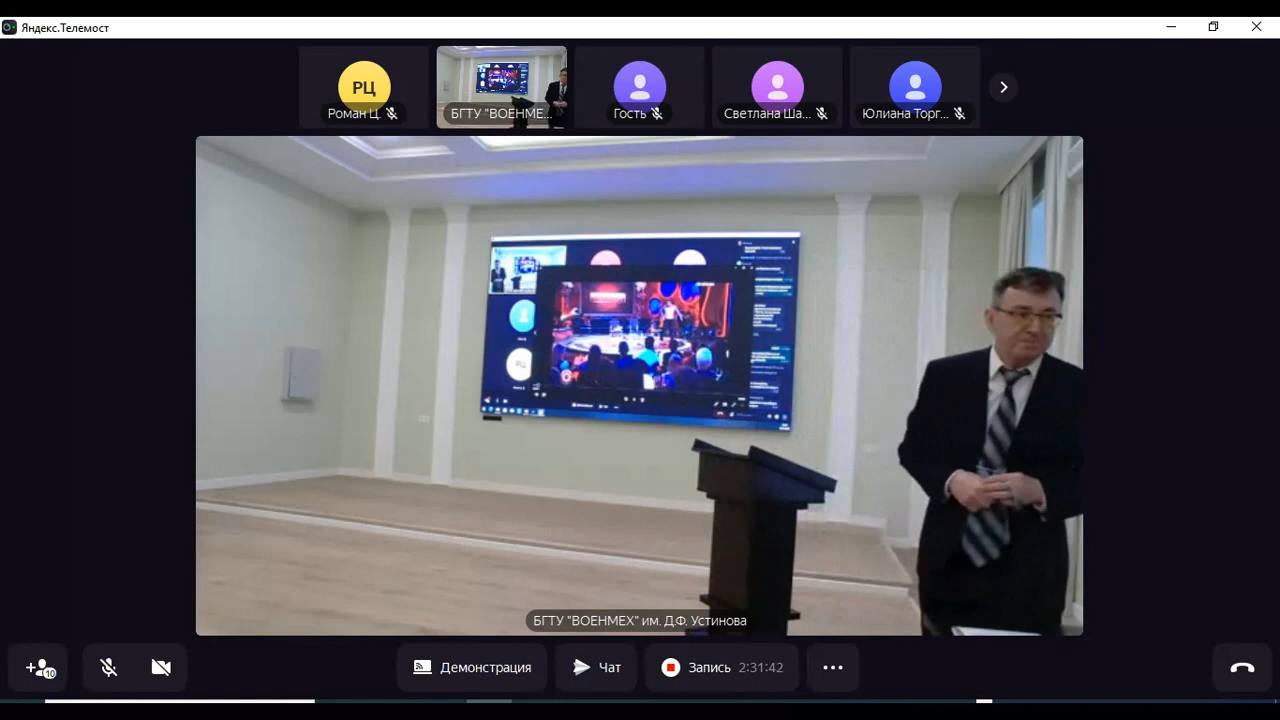 Яндекс.Телемост
РЦ
Роман Ц.
БГТУ "ВОЕНМЕ...
Гость
Светлана Ша...
Юлиана Торг...
БГТУ "ВОЕНМЕХ" им. Д.Ф. Устинова
10
Демонстрация
Чат
Запись 2:31:42